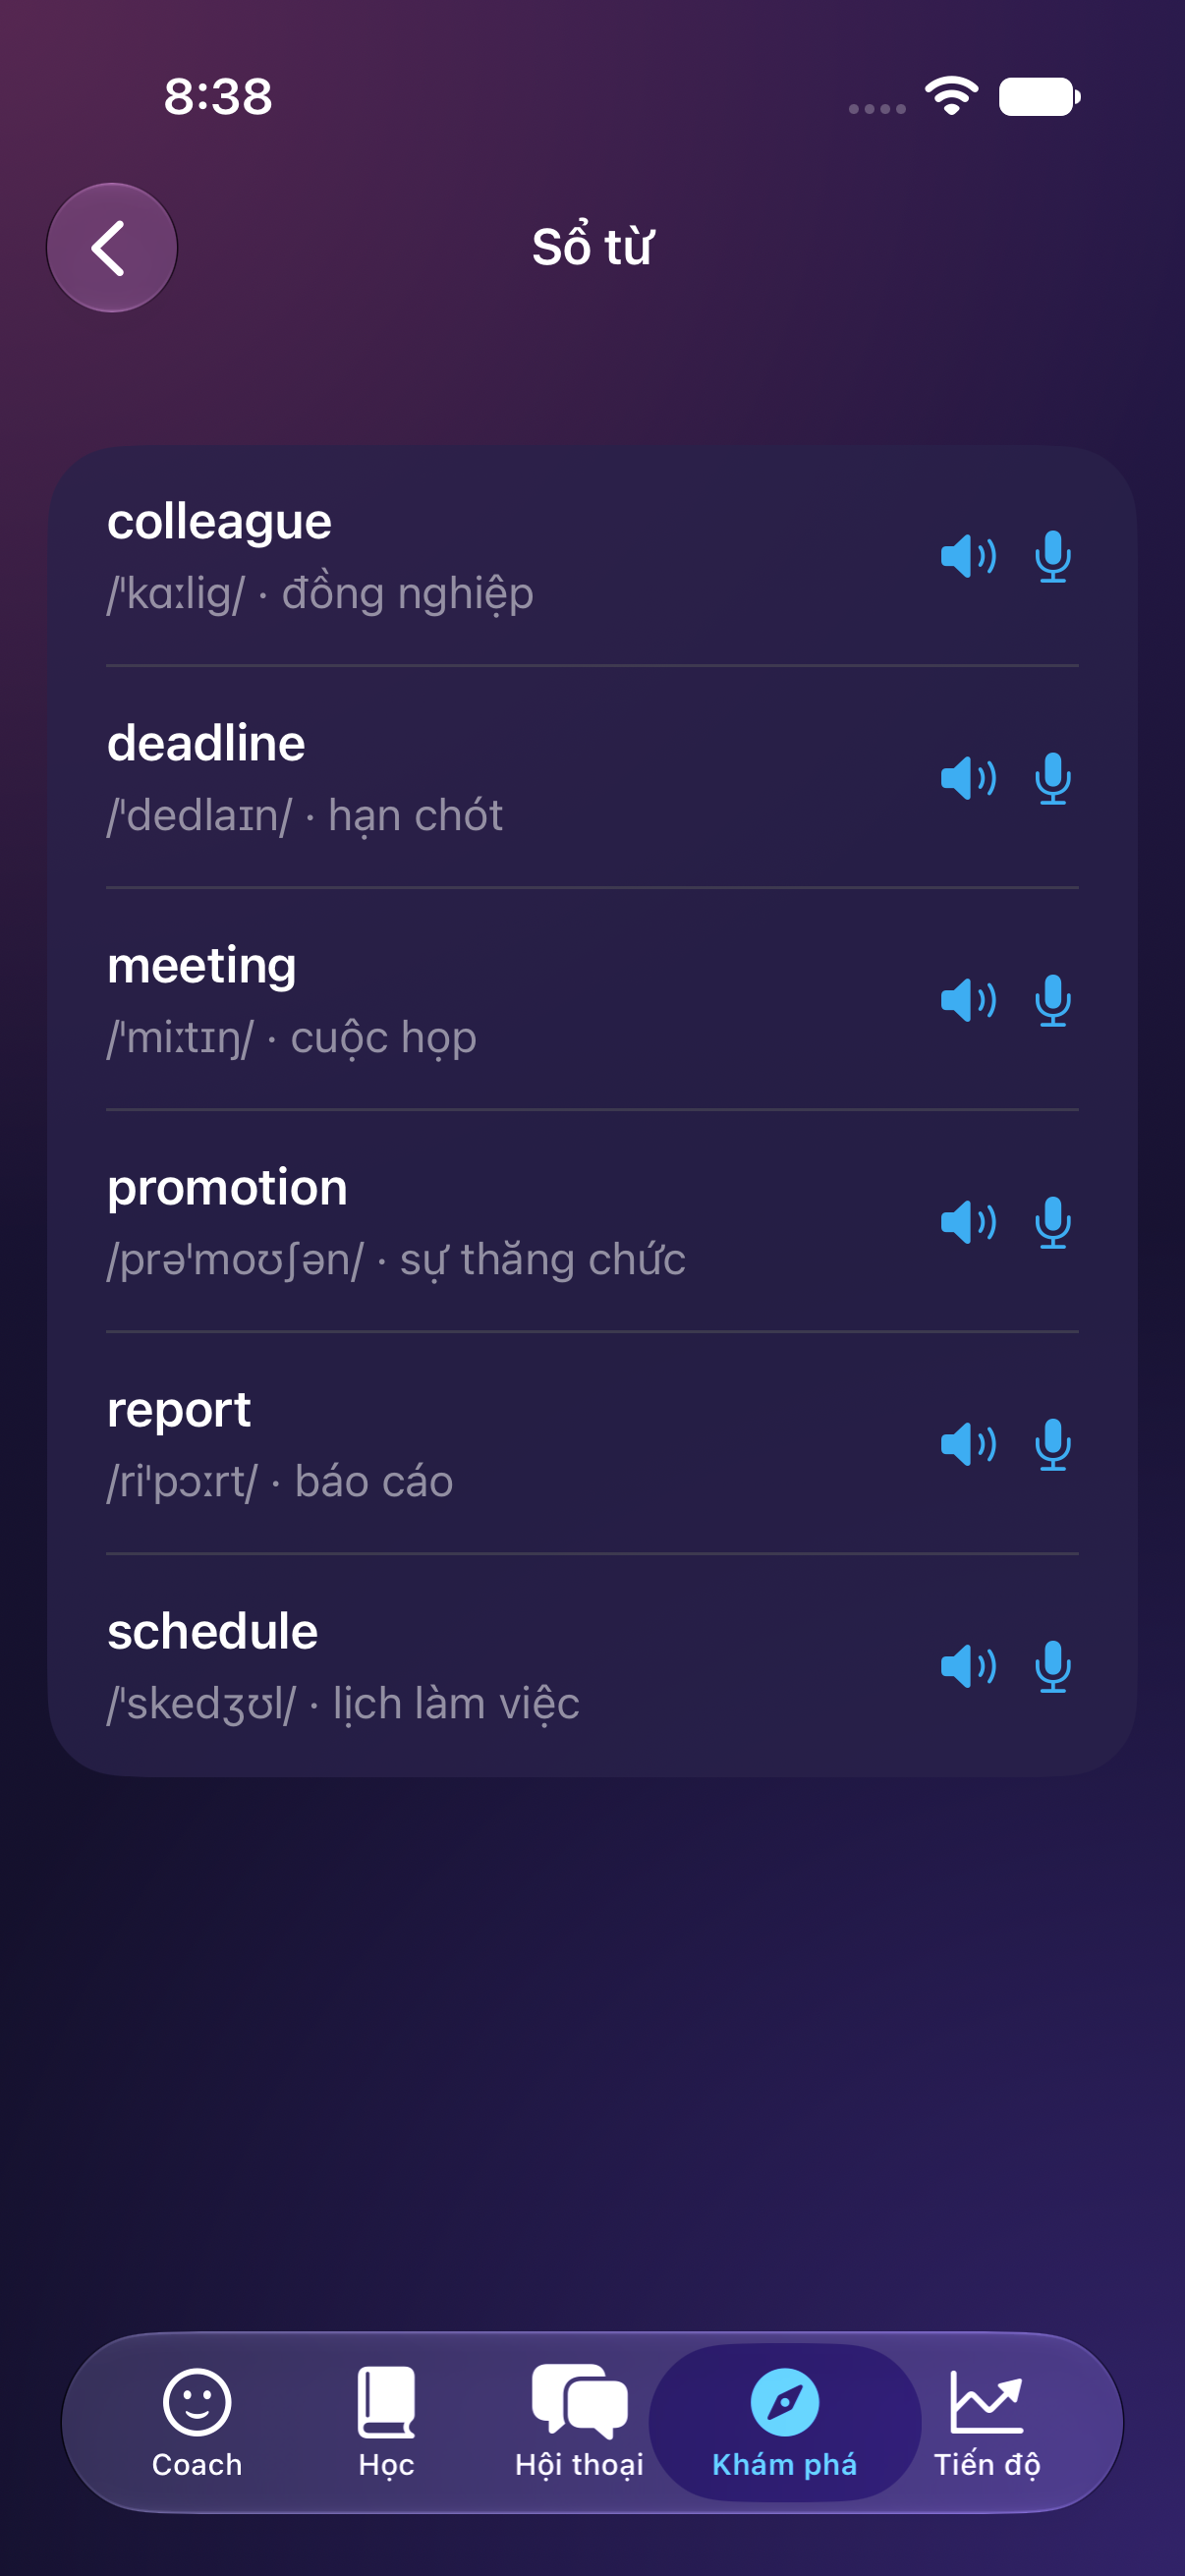 8:38
Sổ từ
colleague
/ˈkɑːlig/ · đồng nghiệp
deadline
/ˈdedlaɪn/ · hạn chót
meeting
/ˈmiːtɪŋ/ · cuộc họp
promotion
/prəˈmoʊʃən/ · sự thăng chức
report
/riˈpɔːrt/ · báo cáo
schedule
/ˈskedʒʊl/ · lịch làm việc
Coach Học Hội thoại Khám phá Tiến độ